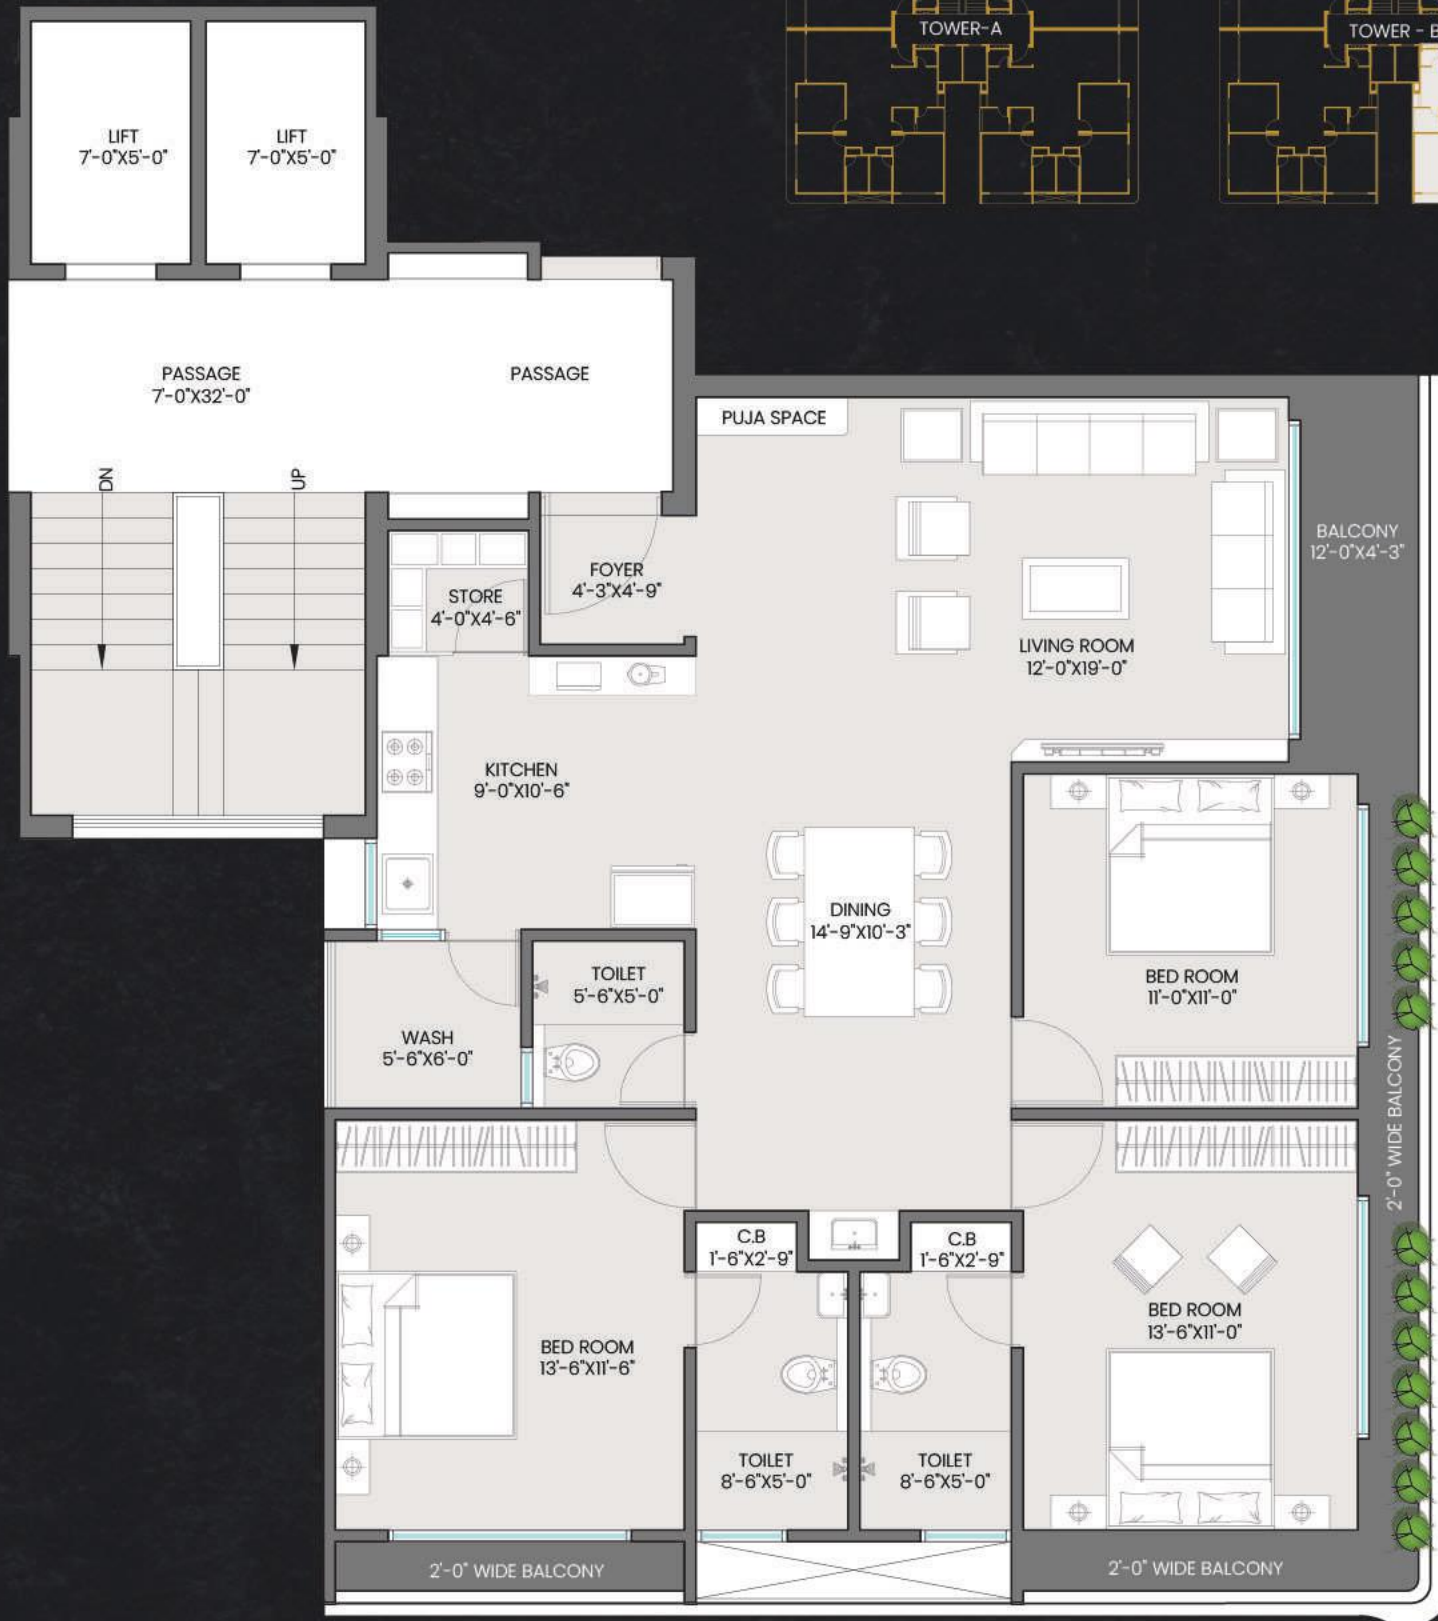 TOWER-A
TOWER - B
LIFT
7'-0"X5'-0"
LIFT
7'-0"X5'-0"
PASSAGE
7'-0"X32'-0"
PASSAGE
PUJA SPACE
DN
UP
BALCONY
12'-0"X4'-3"
FOYER
4'-3"X4'-9"
STORE
4'-0"X4'-6"
LIVING ROOM
12'-0"X19'-0"
KITCHEN
9'-0"X10'-6"
DINING
14'-9"X10'-3"
TOILET
5'-6"X5'-0"
BED ROOM
11'-0"X11'-0"
WASH
5'-6"X6'-0"
2'-0" WIDE BALCONY
C.B
1'-6"X2'-9"
C.B
1'-6"X2'-9"
BED ROOM
13'-6"X11'-0"
BED ROOM
13'-6"X11'-6"
TOILET
8'-6"X5'-0"
TOILET
8'-6"X5'-0"
2'-0" WIDE BALCONY
2'-0" WIDE BALCONY